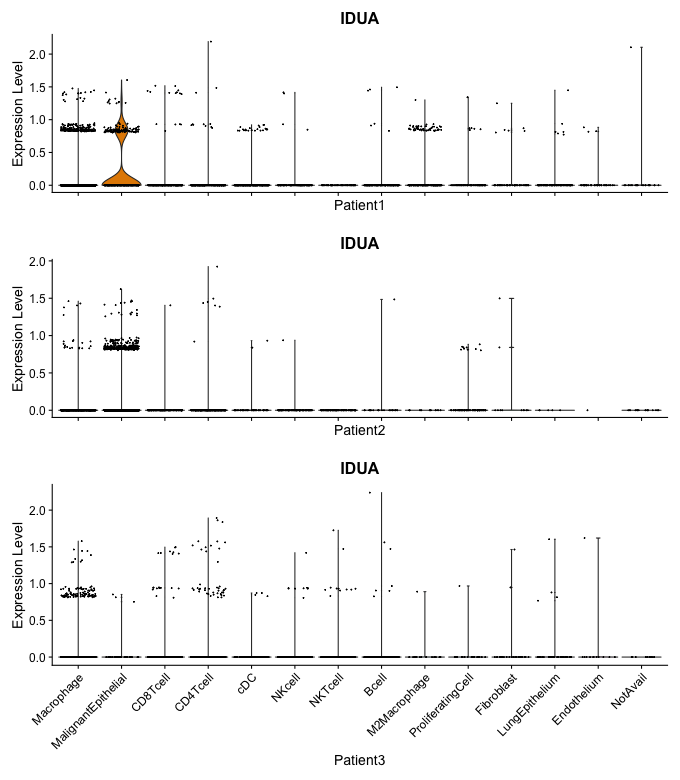 IDUA
Expression Level
2.0
1.5
1.0
0.5
0.0
Patient1
IDUA
Expression Level
2.0
1.5
1.0
0.5
0.0
Patient2
IDUA
Expression Level
2.0
1.5
1.0
0.5
0.0
Macrophage
MalignantEpithelial
CD8Tcell
CD4Tcell
cDC
NKcell
NKTcell
Bcell
M2Macrophage
ProliferatingCell
Fibroblast
LungEpithelium
Endothelium
NotAvail
Patient3